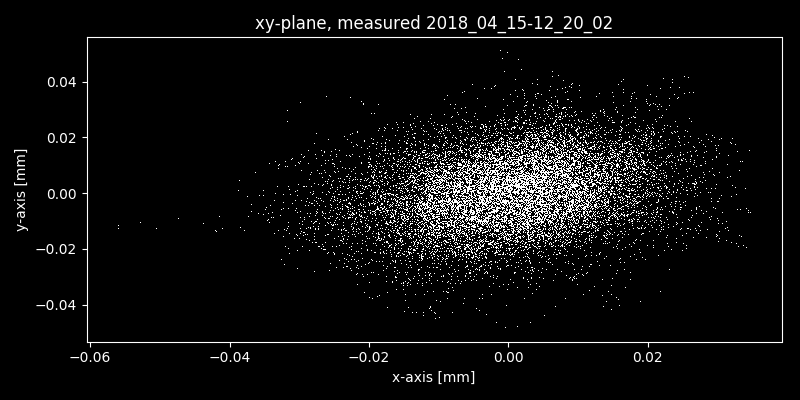 xy-plane, measured 2018_04_15-12_20_02
0.04
0.02
0.00
−0.02
−0.04
y-axis [mm]
−0.06 −0.04 −0.02 0.00 0.02
x-axis [mm]